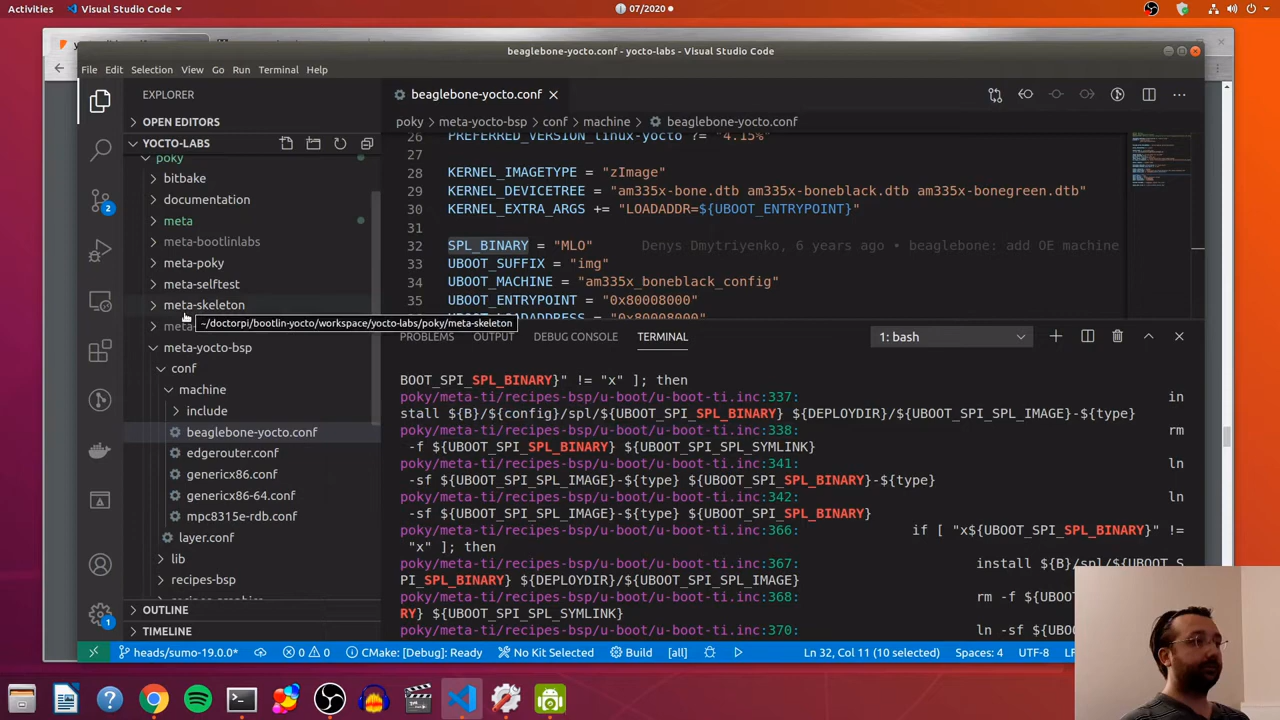 Activities
Visual Studio Code
07/2020
beaglebone-yocto.conf - yocto-labs - Visual Studio Code
File Edit Selection View Go Run Terminal Help
EXPLORER
OPEN EDITORS
YOCTO-LABS
poky
bitbake
documentation
meta
meta-bootlinlabs
meta-poky
meta-selftest
meta-skeleton
~/doctorpi/bootlin-yocto/workspace/yocto-labs/poky/meta-skeleton
meta-yocto-bsp
conf
machine
include
beaglebone-yocto.conf
edgerouter.conf
genericx86.conf
genericx86-64.conf
mpc8315e-rdb.conf
layer.conf
lib
recipes-bsp
OUTLINE
TIMELINE
beaglebone-yocto.conf
poky > meta-yocto-bsp > conf > machine > beaglebone-yocto.conf
26 PREFERRED_VERSION_linux-yocto ?= "4.15%"
27
28 KERNEL_IMAGETYPE = "zImage"
29 KERNEL_DEVICETREE = "am335x-bone.dtb am335x-boneblack.dtb am335x-bonegreen.dtb"
30 KERNEL_EXTRA_ARGS += "LOADADDR=${UBOOT_ENTRYPOINT}"
31
32 SPL_BINARY = "MLO" Denys Dmytriyenko, 6 years ago • beaglebone: add OE machine
33 UBOOT_SUFFIX = "img"
34 UBOOT_MACHINE = "am335x_boneblack_config"
35 UBOOT_ENTRYPOINT = "0x80008000"
UBOOT_LOADADDRESS = "0x80008000"
PROBLEMS OUTPUT DEBUG CONSOLE TERMINAL
1: bash
BOOT_SPI_SPL_BINARY}" != "x" ]; then
poky/meta-ti/recipes-bsp/u-boot/u-boot-ti.inc:337: in
stall ${B}/${config}/spl/${UBOOT_SPI_SPL_BINARY} ${DEPLOYDIR}/${UBOOT_SPI_SPL_IMAGE}-${type}
poky/meta-ti/recipes-bsp/u-boot/u-boot-ti.inc:338: rm
-f ${UBOOT_SPI_SPL_BINARY} ${UBOOT_SPI_SPL_SYMLINK}
poky/meta-ti/recipes-bsp/u-boot/u-boot-ti.inc:341: ln
-sf ${UBOOT_SPI_SPL_IMAGE}-${type} ${UBOOT_SPI_SPL_BINARY}-${type}
poky/meta-ti/recipes-bsp/u-boot/u-boot-ti.inc:342: ln
-sf ${UBOOT_SPI_SPL_IMAGE}-${type} ${UBOOT_SPI_SPL_BINARY}
poky/meta-ti/recipes-bsp/u-boot/u-boot-ti.inc:366: if [ "x${UBOOT_SPI_SPL_BINARY}" !=
"x" ]; then
poky/meta-ti/recipes-bsp/u-boot/u-boot-ti.inc:367: install ${B}/spl/${UBOOT_S
PI_SPL_BINARY} ${DEPLOYDIR}/${UBOOT_SPI_SPL_IMAGE}
poky/meta-ti/recipes-bsp/u-boot/u-boot-ti.inc:368: rm -f ${U
RY} ${UBOOT_SPI_SPL_SYMLINK}
poky/meta-ti/recipes-bsp/u-boot/u-boot-ti.inc:370: ln -sf ${U
heads/sumo-19.0.0* 0 0 CMake: [Debug]: Ready No Kit Selected Build [all] Ln 32, Col 11 (10 selected) Spaces: 4 UTF-8
2
1